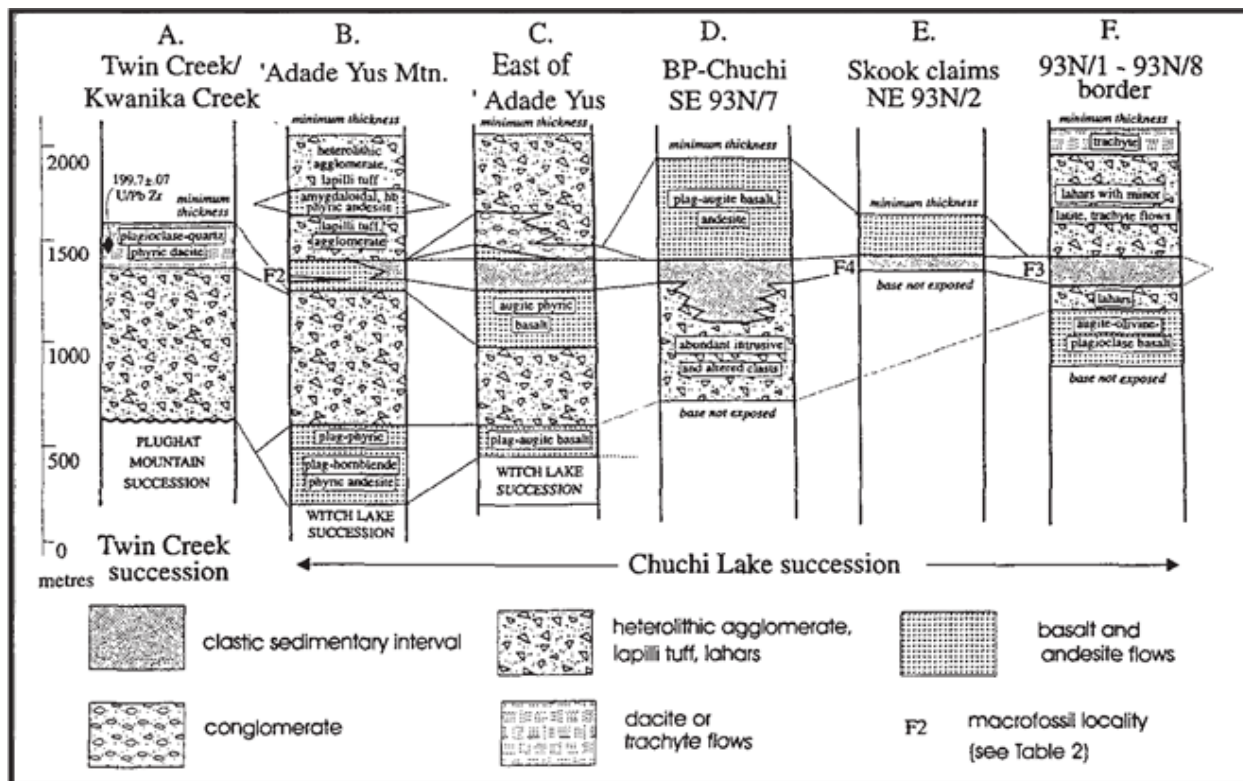 A.
Twin Creek/
Kwanika Creek
B.
'Adade Yus Mtn.
C.
East of
' Adade Yus
D.
BP-Chuchi
SE 93N/7
E.
Skook claims
NE 93N/2
F.
93N/1 - 93N/8
border
2000
1500
1000
500
0
metres
199.7±.07
U/Pb Zr
minimum
thickness
plagioclase-quartz
phyric dacite
PLUGHAT
MOUNTAIN
SUCCESSION
minimum thickness
heterolithic
agglomerate,
lapilli tuff
amygdaloidal, hb
phyric andesite
lapilli tuff,
agglomerate
F2
plag-phyric
plag-hornblende
phyric andesite
WITCH LAKE
SUCCESSION
minimum thickness
augite phyric
basalt
plag-augite basalt
WITCH LAKE
SUCCESSION
minimum thickness
plag-augite basalt,
andesite
abundant intrusive
and altered clasts
base not exposed
minimum thickness
F4
base not exposed
minimum thickness
trachyte
lahars with minor
latite, trachyte flows
F3
lahars
augite-olivine-
plagioclase basalt
base not exposed
Twin Creek
succession
Chuchi Lake succession
clastic sedimentary interval
heterolithic agglomerate,
lapilli tuff, lahars
basalt and
andesite flows
conglomerate
dacite or
trachyte flows
F2
macrofossil locality
(see Table 2)